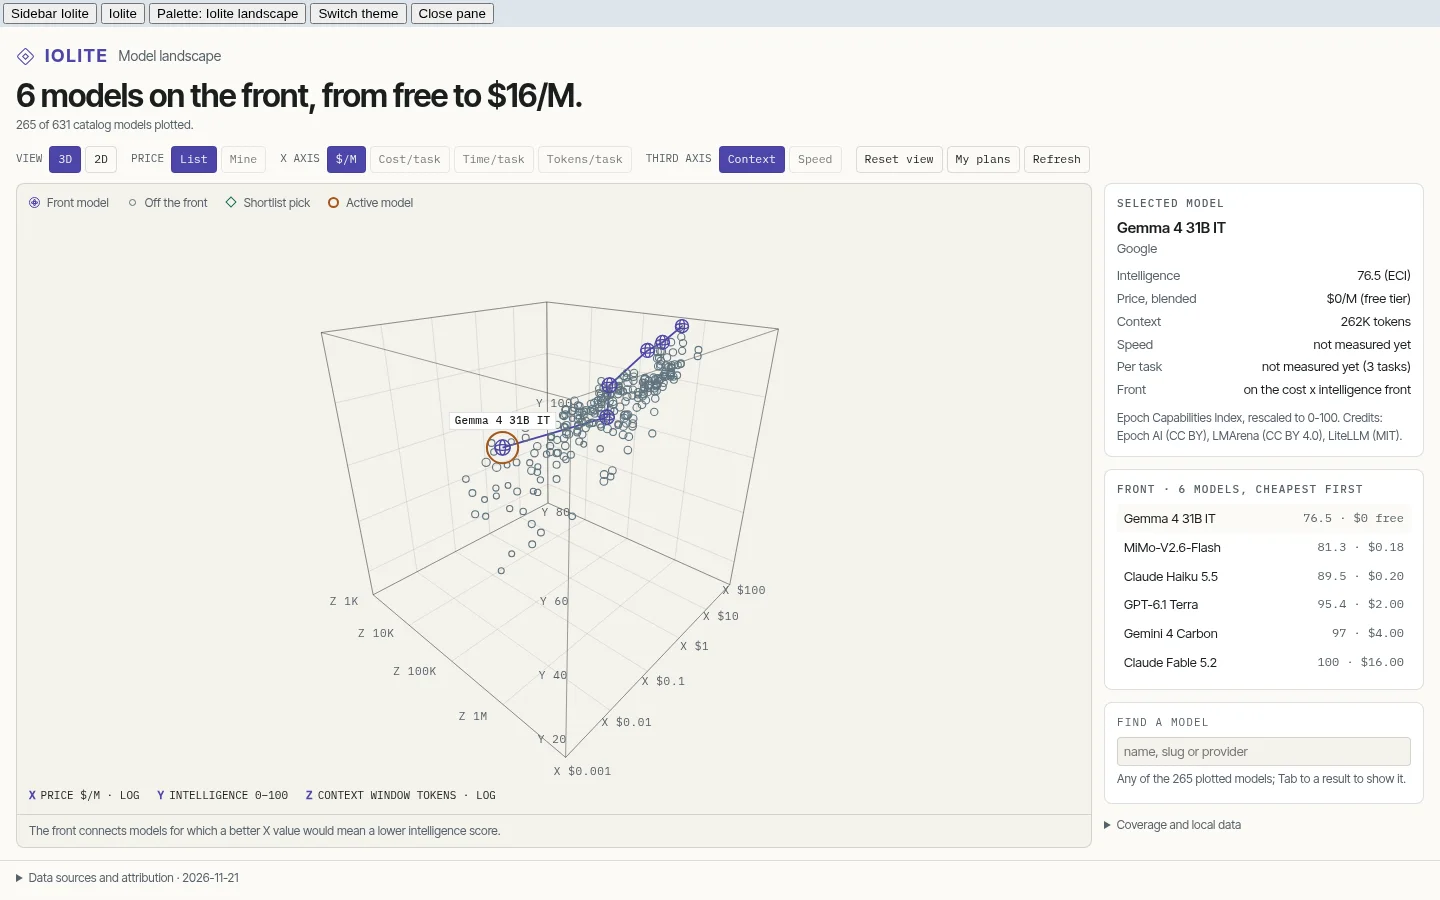 Sidebar Iolite Iolite Palette: Iolite landscape Switch theme Close pane
IOLITE Model landscape
6 models on the front, from free to $16/M.
265 of 631 catalog models plotted.
VIEW 3D 2D PRICE List Mine X AXIS $/M Cost/task Time/task Tokens/task THIRD AXIS Context Speed Reset view My plans Refresh
Front model Off the front Shortlist pick Active model
Y 100
Gemma 4 31B IT
Y 80
Y 60
Y 40
Y 20
Z 1K
Z 10K
Z 100K
Z 1M
X $100
X $10
X $1
X $0.1
X $0.01
X $0.001
X PRICE $/M · LOG Y INTELLIGENCE 0–100 Z CONTEXT WINDOW TOKENS · LOG
The front connects models for which a better X value would mean a lower intelligence score.
SELECTED MODEL
Gemma 4 31B IT
Google
Intelligence 76.5 (ECI)
Price, blended $0/M (free tier)
Context 262K tokens
Speed not measured yet
Per task not measured yet (3 tasks)
Front on the cost x intelligence front
Epoch Capabilities Index, rescaled to 0-100. Credits:
Epoch AI (CC BY), LMArena (CC BY 4.0), LiteLLM (MIT).
FRONT · 6 MODELS, CHEAPEST FIRST
Gemma 4 31B IT 76.5 · $0 free
MiMo-V2.6-Flash 81.3 · $0.18
Claude Haiku 5.5 89.5 · $0.20
GPT-6.1 Terra 95.4 · $2.00
Gemini 4 Carbon 97 · $4.00
Claude Fable 5.2 100 · $16.00
FIND A MODEL
name, slug or provider
Any of the 265 plotted models; Tab to a result to show it.
Coverage and local data
Data sources and attribution · 2026-11-21